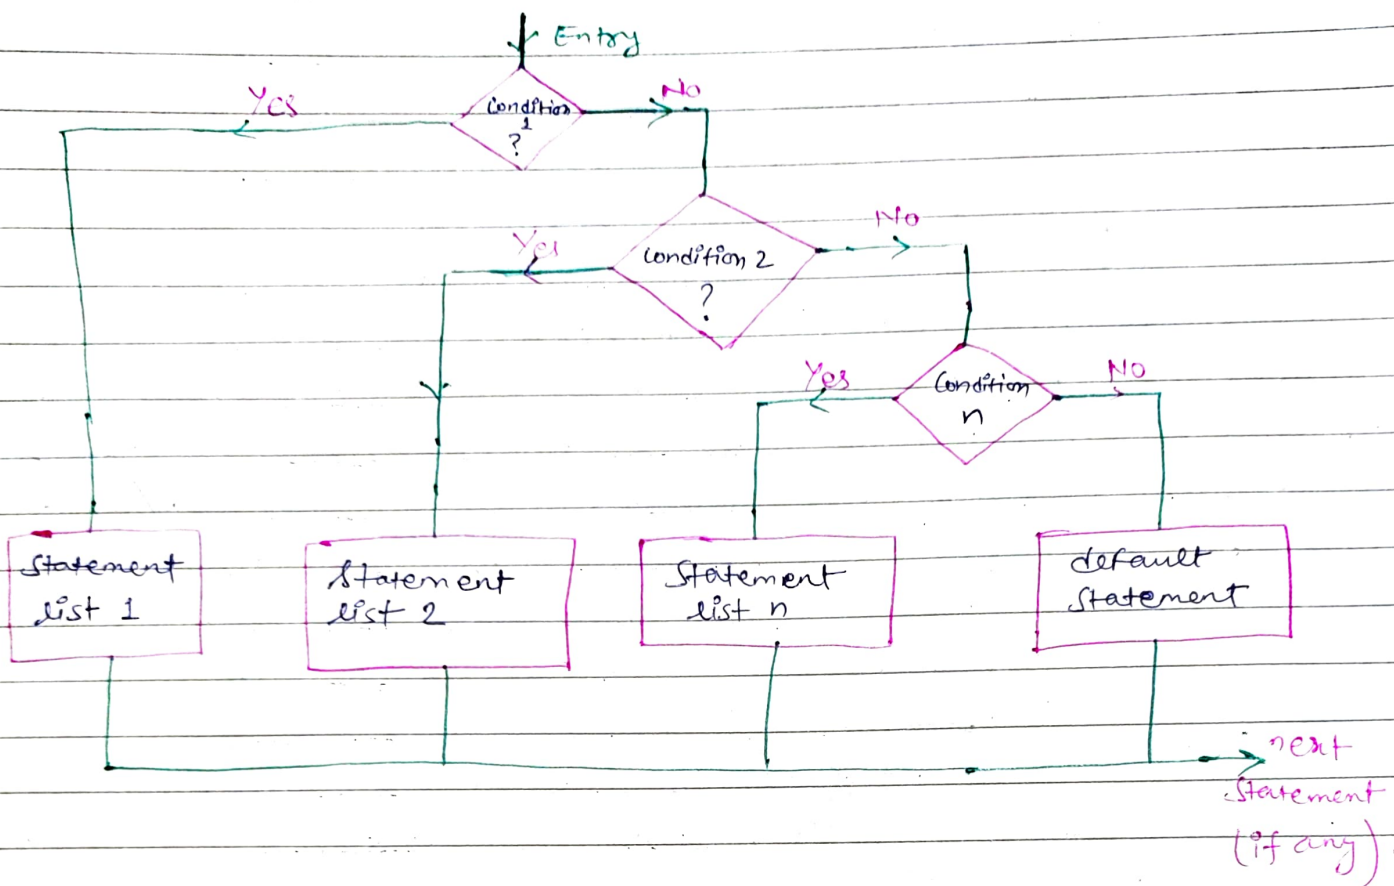 Entry
Yes
Condition
1
?
No
Yes
Condition 2
?
No
Yes
Condition
n
No
Statement
list 1
Statement
list 2
Statement
list n
default
Statement
next
Statement
(if any)